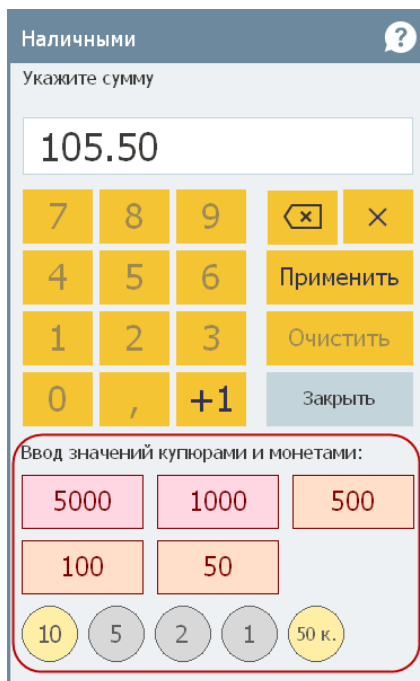 Наличными ?
Укажите сумму
105.50
7 8 9 ×
4 5 6 Применить
1 2 3 Очистить
0 , +1 Закрыть
Ввод значений купюрами и монетами:
5000 1000 500
100 50
10 5 2 1 50 к.